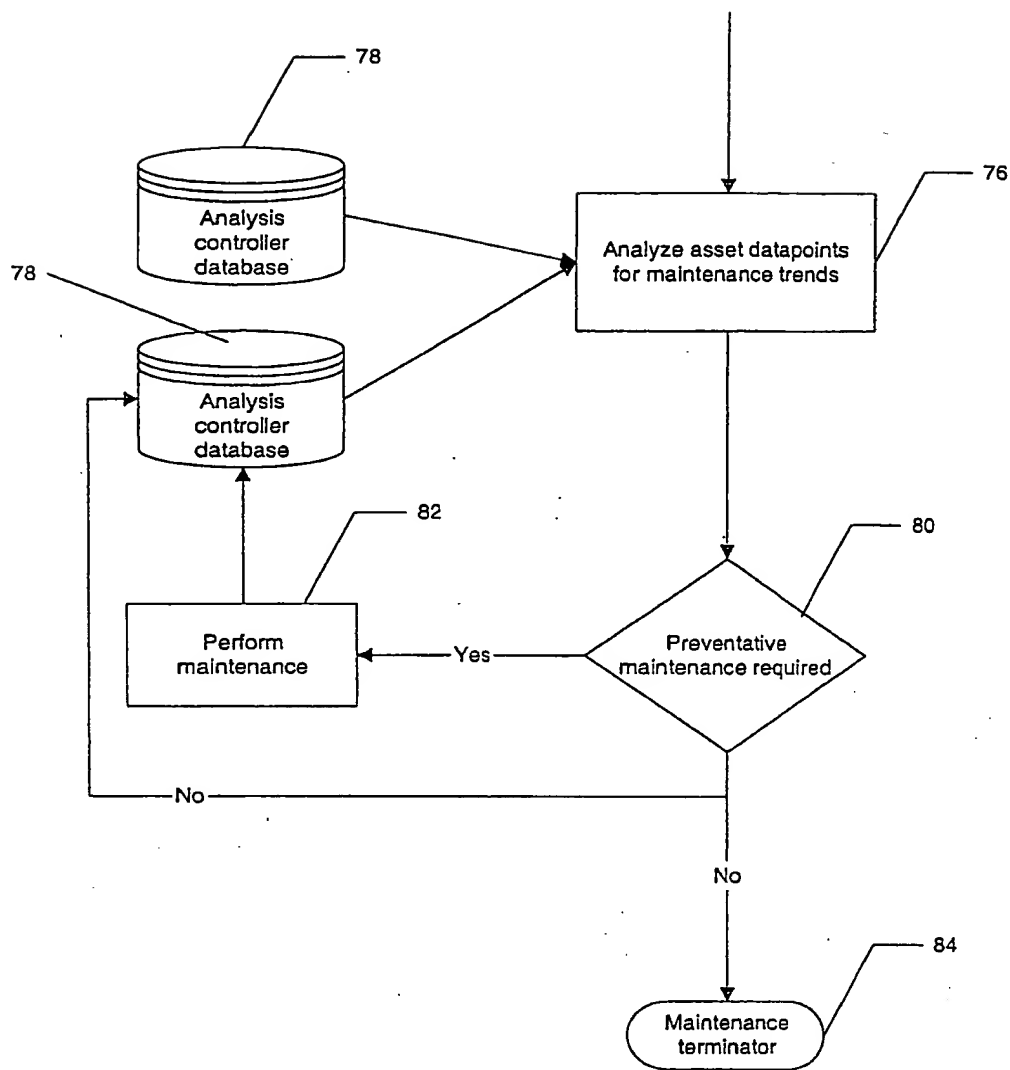 78
Analysis
controller
database
76
Analyze asset datapoints
for maintenance trends
78
Analysis
controller
database
82
80
Perform
maintenance
Yes
Preventative
maintenance required
No
No
84
Maintenance
terminator